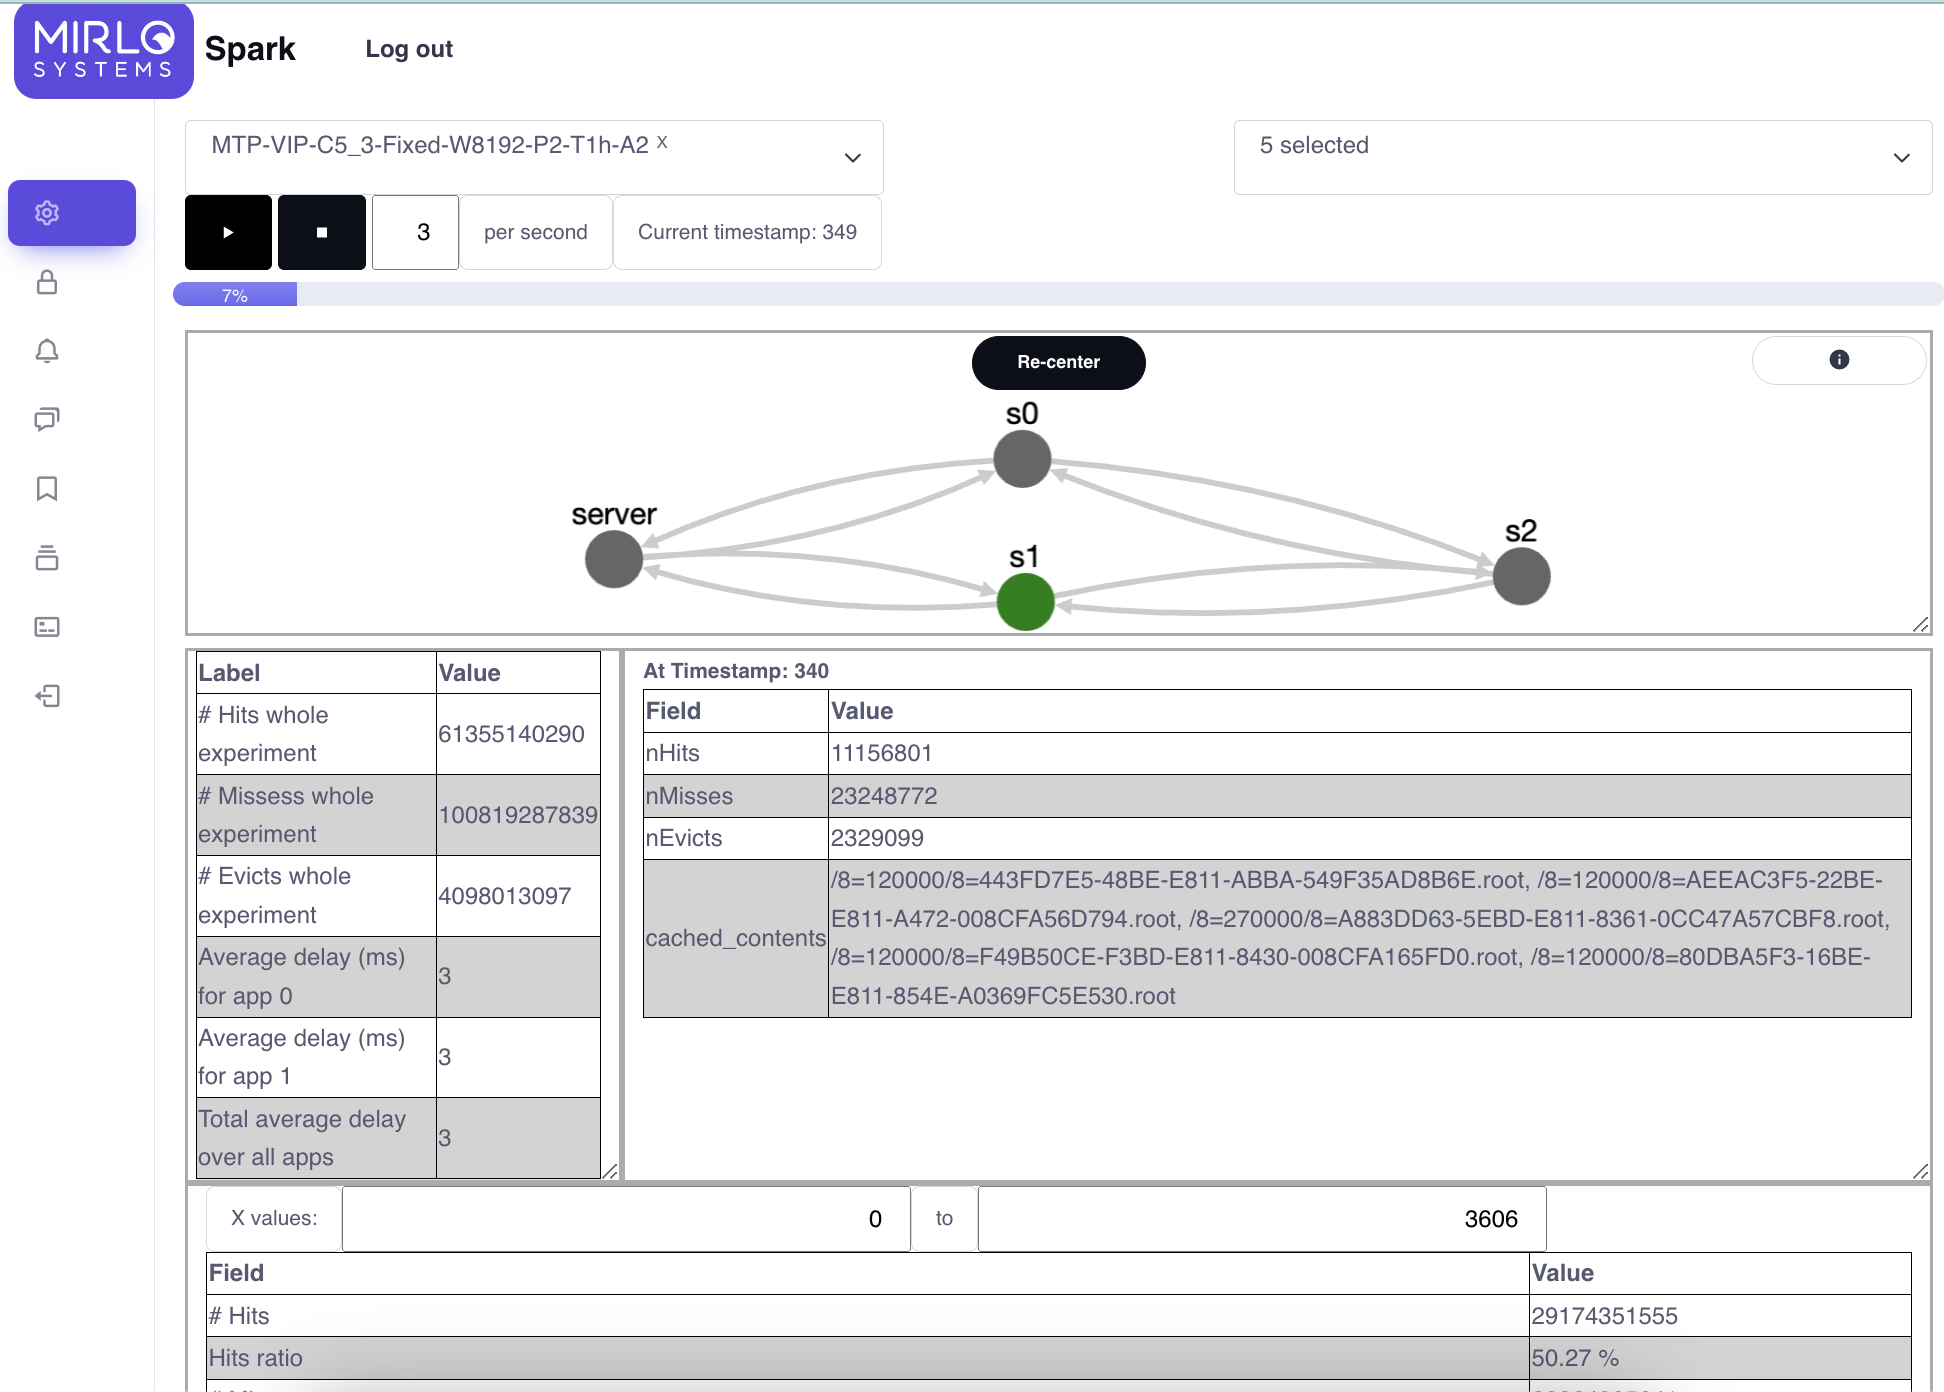 MIRLO
SYSTEMS
Spark
Log out
MTP-VIP-C5_3-Fixed-W8192-P2-T1h-A2 X
5 selected
3
per second
Current timestamp: 349
7%
Re-center
s0
server
s2
s1
Label Value
# Hits whole
experiment
61355140290
# Missess whole
experiment
100819287839
# Evicts whole
experiment
4098013097
Average delay (ms)
for app 0
3
Average delay (ms)
for app 1
3
Total average delay
over all apps
3
At Timestamp: 340
Field Value
nHits 11156801
nMisses 23248772
nEvicts 2329099
cached_contents
/8=120000/8=443FD7E5-48BE-E811-ABBA-549F35AD8B6E.root, /8=120000/8=AEEAC3F5-22BE-
E811-A472-008CFA56D794.root, /8=270000/8=A883DD63-5EBD-E811-8361-0CC47A57CBF8.root,
/8=120000/8=F49B50CE-F3BD-E811-8430-008CFA165FD0.root, /8=120000/8=80DBA5F3-16BE-
E811-854E-A0369FC5E530.root
X values: 0 to 3606
Field Value
# Hits 29174351555
Hits ratio 50.27 %